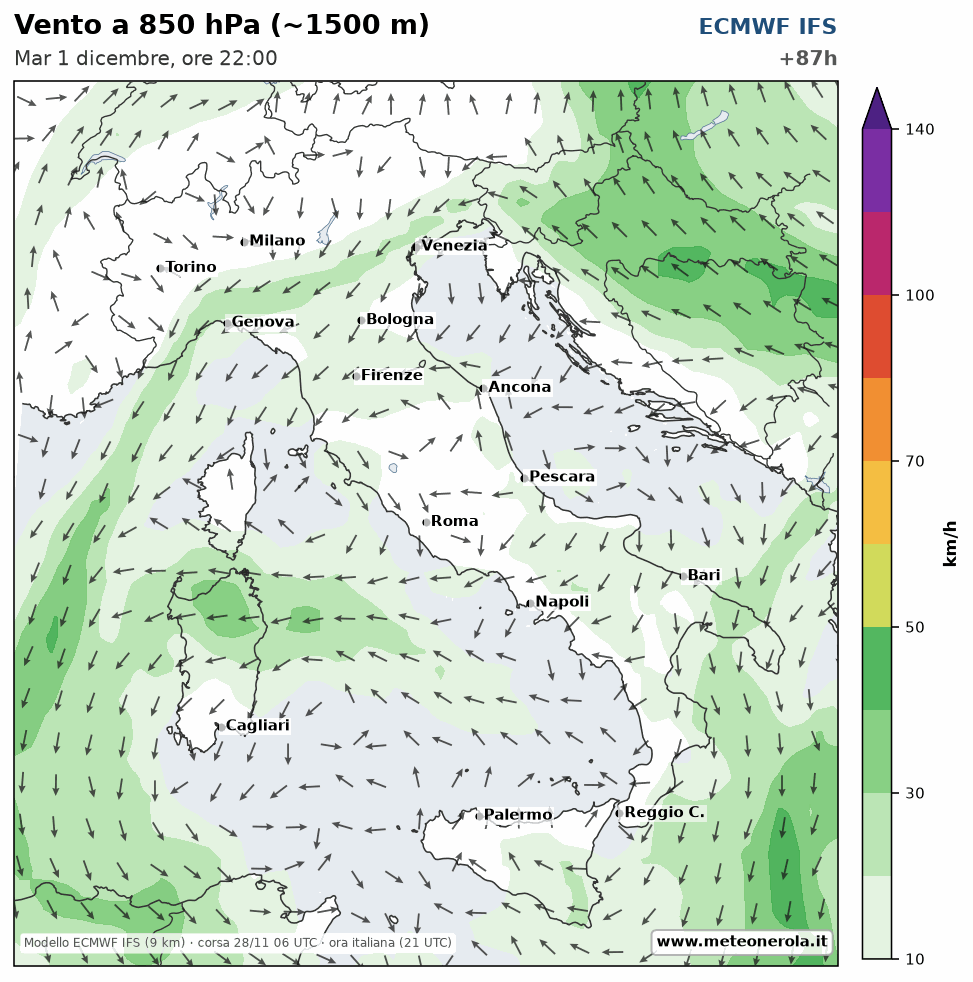 Vento a 850 hPa (~1500 m)
ECMWF IFS
Mar 1 dicembre, ore 22:00
+87h
140
100
70
50
30
10
km/h
Milano
Venezia
Torino
Genova
Bologna
Firenze
Ancona
Pescara
Roma
Bari
Napoli
Cagliari
Palermo
Reggio C.
Modello ECMWF IFS (9 km) · corsa 28/11 06 UTC · ora italiana (21 UTC)
www.meteonerola.it